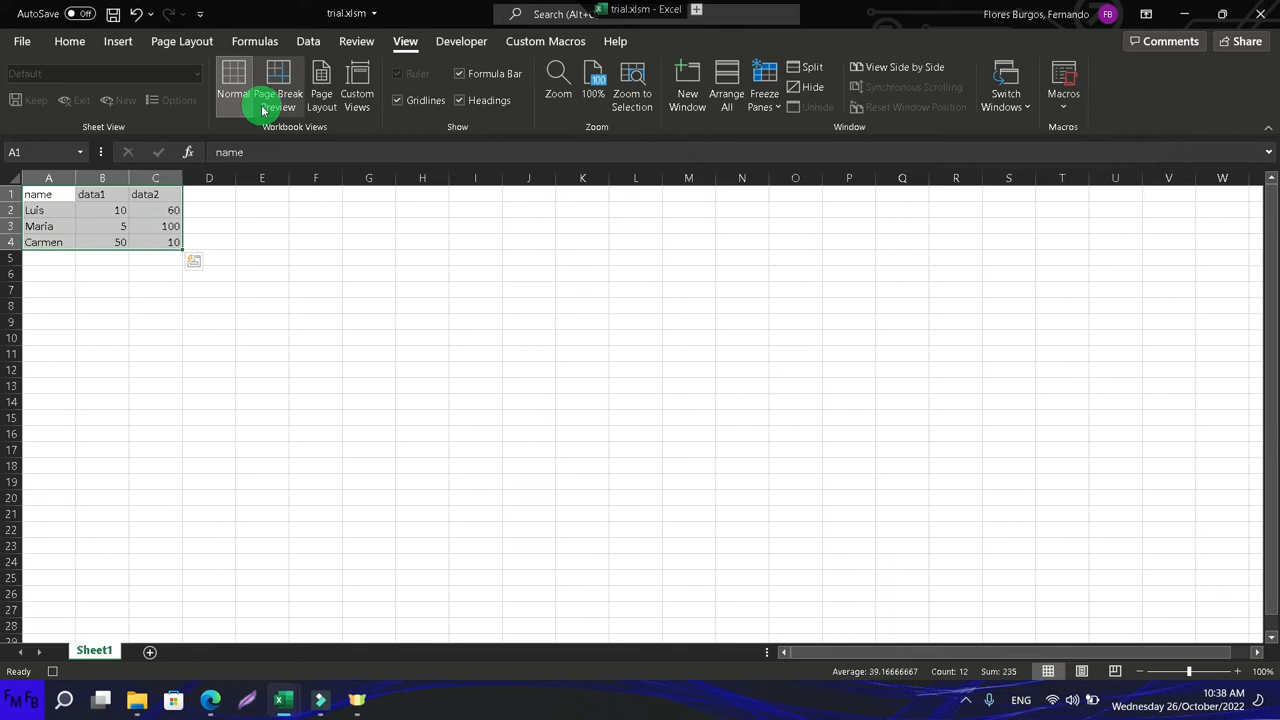 AutoSave Off trial.xlsm Search (Alt+Q) trial.xlsm - Excel Flores Burgos, Fernando FB
File Home Insert Page Layout Formulas Data Review View Developer Custom Macros Help Comments Share
Default
Keep Exit New Options
Sheet View
Normal
Page Break Preview
Page Layout
Custom Views
Workbook Views
Ruler Formula Bar
Gridlines Headings
Show
Zoom
100%
100
Zoom to Selection
Zoom
New Window
Arrange All
Freeze Panes
Split
Hide
Unhide
View Side by Side
Synchronous Scrolling
Reset Window Position
Switch Windows
Window
Macros
Macros
A1 fx name
A B C D E F G H I J K L M N O P Q R S T U V W
1 name data1 data2
2 Luis 10 60
3 Maria 5 100
4 Carmen 50 10
5
6
7
8
9
10
11
12
13
14
15
16
17
18
19
20
21
22
23
24
25
26
27
28
29
Sheet1
Ready Average: 39.16666667 Count: 12 Sum: 235 100%
FM FB ENG 10:38 AM
Wednesday 26/October/2022